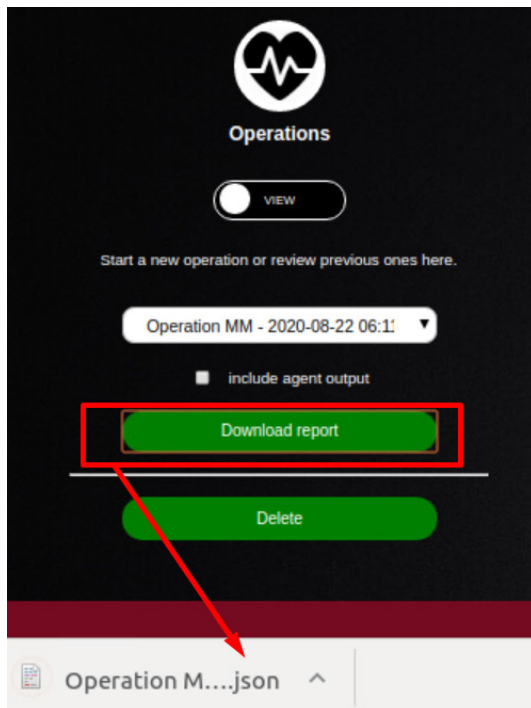 Operations
VIEW
Start a new operation or review previous ones here.
Operation MM - 2020-08-22 06:11
include agent output
Download report
Delete
Operation M....json